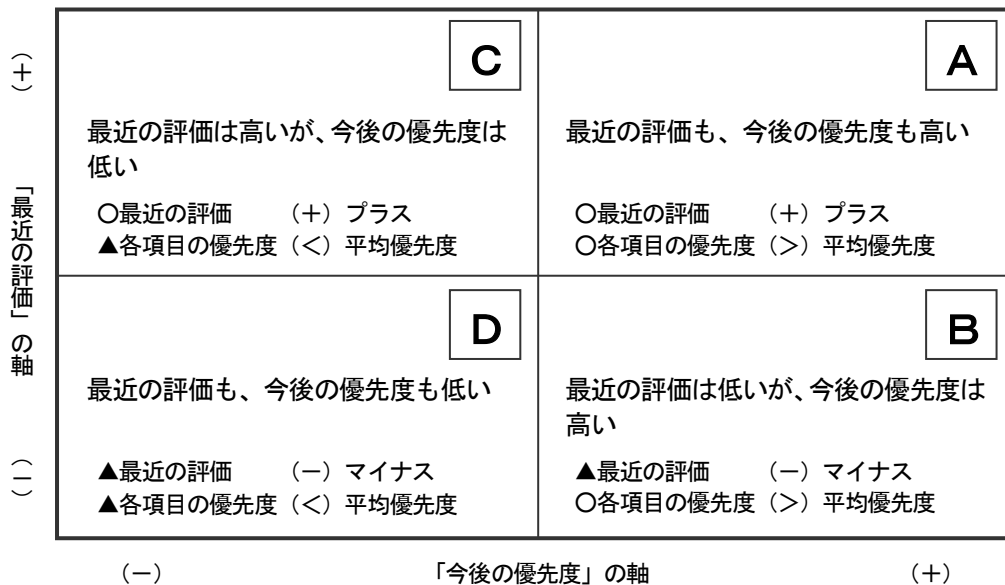 （＋）
「最近の評価」の軸
（－）
C
最近の評価は高いが、今後の優先度は
低い
○最近の評価　　（＋）プラス
▲各項目の優先度（＜）平均優先度
A
最近の評価も、今後の優先度も高い
○最近の評価　　（＋）プラス
○各項目の優先度（＞）平均優先度
D
最近の評価も、今後の優先度も低い
▲最近の評価　　（－）マイナス
▲各項目の優先度（＜）平均優先度
B
最近の評価は低いが、今後の優先度は
高い
▲最近の評価　　（－）マイナス
○各項目の優先度（＞）平均優先度
（－）　「今後の優先度」の軸　（＋）